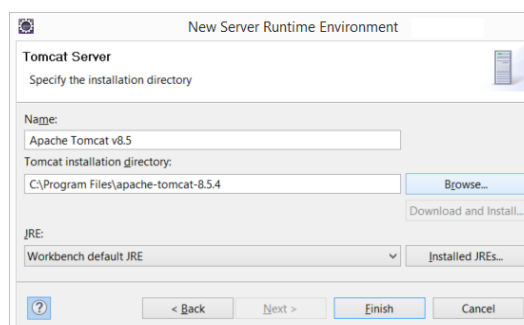 New Server Runtime Environment
Tomcat Server
Specify the installation directory
Name:
Apache Tomcat v8.5
Tomcat installation directory:
C:\Program Files\apache-tomcat-8.5.4
Browse...
Download and Install...
JRE:
Workbench default JRE
Installed JREs...
?
< Back
Next >
Finish
Cancel